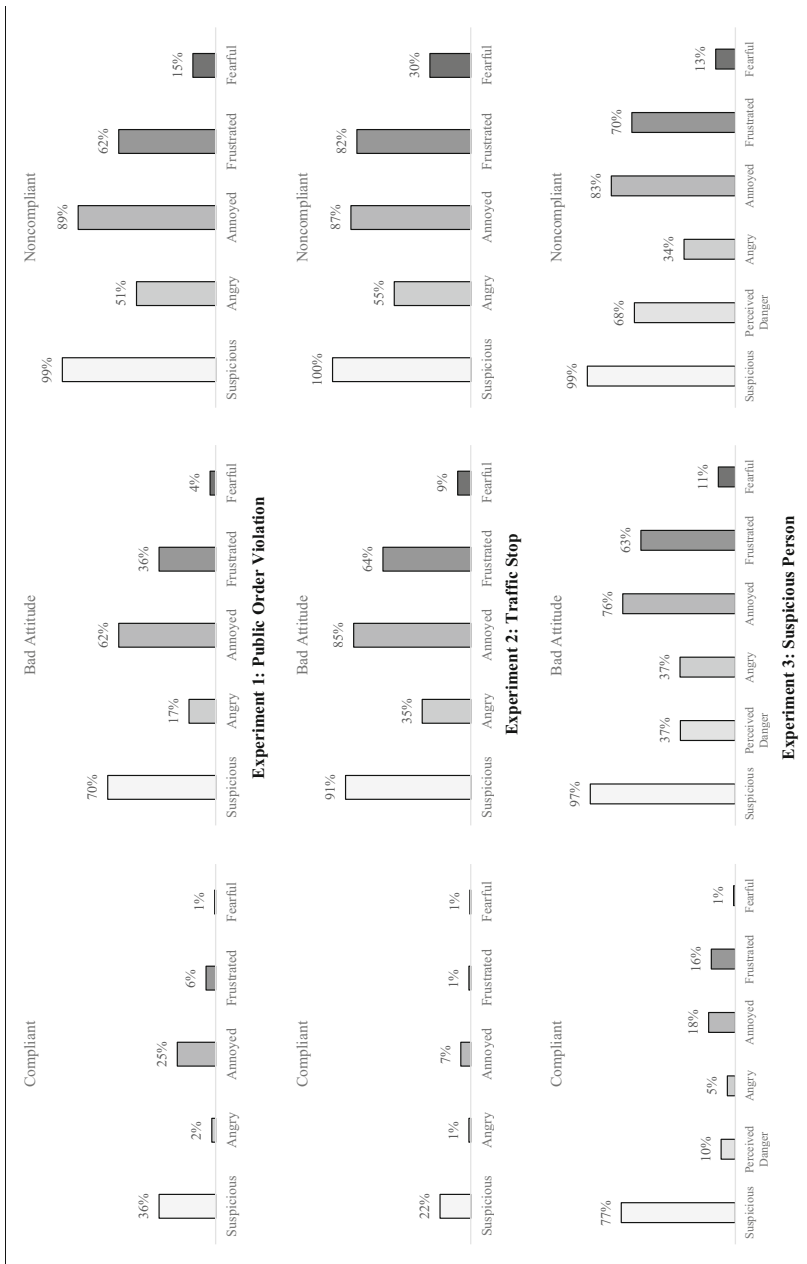 Compliant
36%
2%
25%
6%
1%
Suspicious Angry Annoyed Frustrated Fearful
Bad Attitude
70%
17%
62%
36%
4%
Suspicious Angry Annoyed Frustrated Fearful
Noncompliant
99%
51%
89%
62%
15%
Suspicious Angry Annoyed Frustrated Fearful
Experiment 1: Public Order Violation
Compliant
22%
1%
7%
1%
1%
Suspicious Angry Annoyed Frustrated Fearful
Bad Attitude
91%
35%
85%
64%
9%
Suspicious Angry Annoyed Frustrated Fearful
Noncompliant
100%
55%
87%
82%
30%
Suspicious Angry Annoyed Frustrated Fearful
Experiment 2: Traffic Stop
Compliant
77%
10%
5%
18%
16%
1%
Suspicious Perceived Angry Annoyed Frustrated Fearful
Danger
Bad Attitude
97%
37%
37%
76%
63%
11%
Suspicious Perceived Angry Annoyed Frustrated Fearful
Danger
Noncompliant
99%
68%
34%
83%
70%
13%
Suspicious Perceived Angry Annoyed Frustrated Fearful
Danger
Experiment 3: Suspicious Person